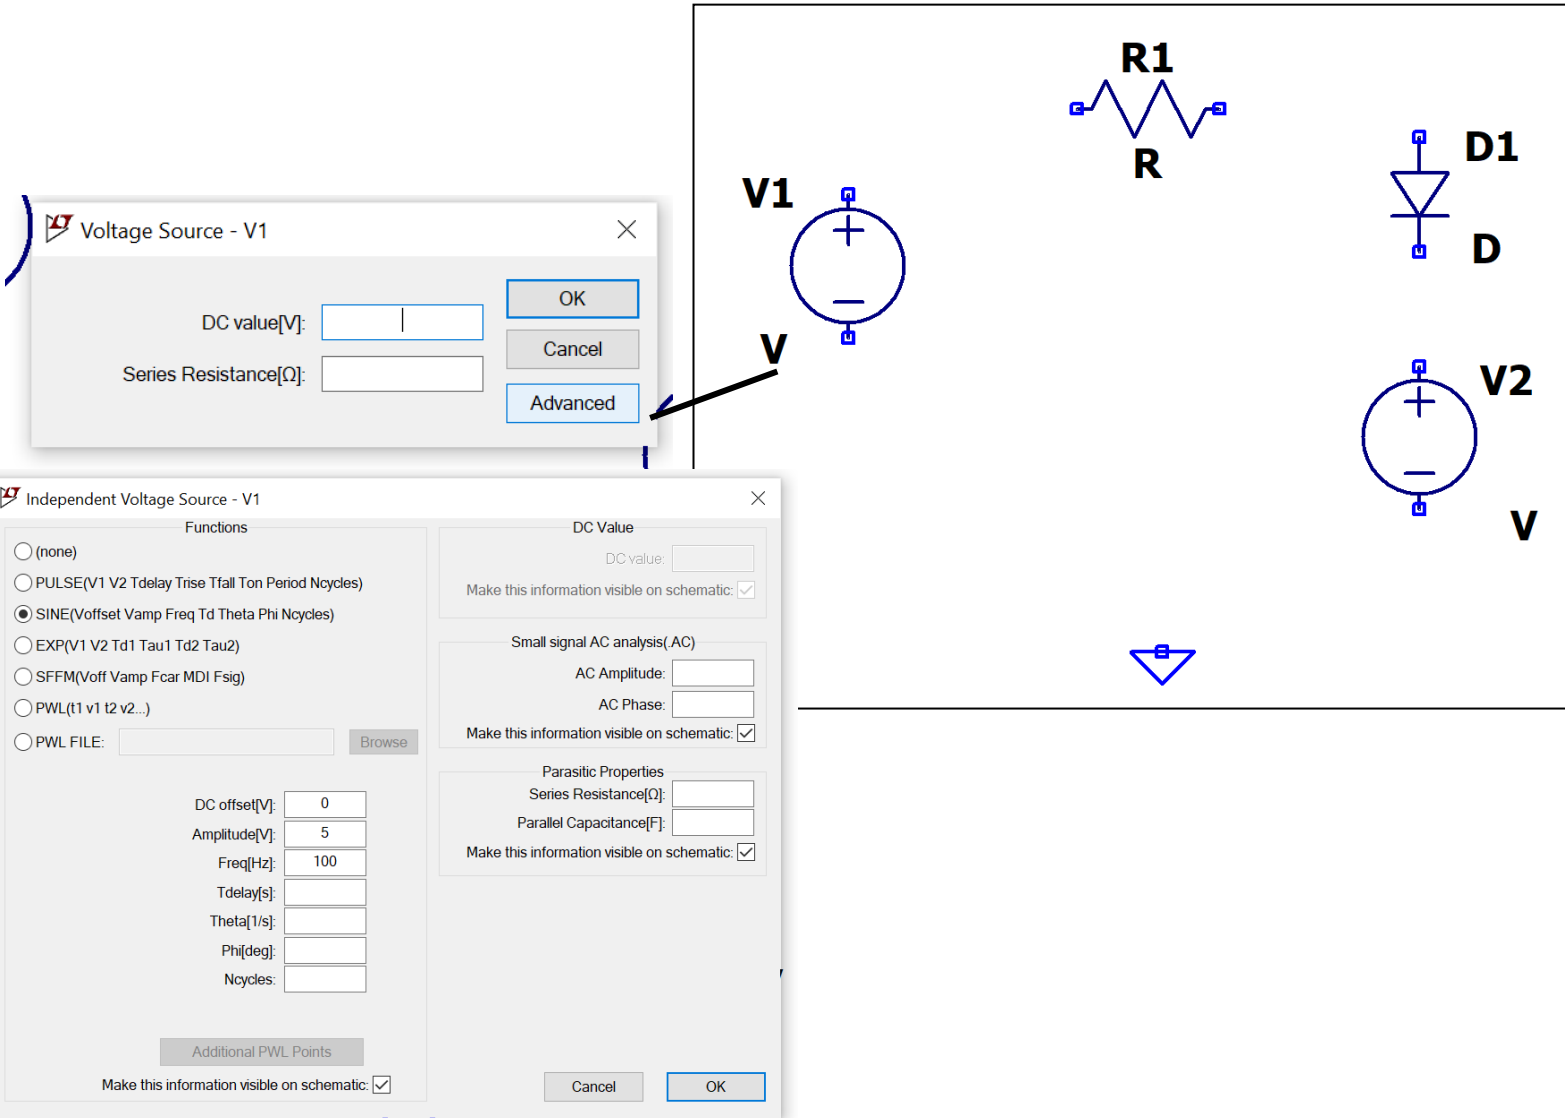 Voltage Source - V1
DC value[V]:
OK
Series Resistance[Ω]:
Cancel
Advanced
R1
R
V1
V
D1
D
V2
V
Independent Voltage Source - V1
Functions
(none)
PULSE(V1 V2 Tdelay Trise Tfall Ton Period Ncycles)
SINE(Voffset Vamp Freq Td Theta Phi Ncycles)
EXP(V1 V2 Td1 Tau1 Td2 Tau2)
SFFM(Voff Vamp Fcar MDI Fsig)
PWL(t1 v1 t2 v2...)
PWL FILE:
Browse
DC offset[V]: 0
Amplitude[V]: 5
Freq[Hz]: 100
Tdelay[s]:
Theta[1/s]:
Phi[deg]:
Ncycles:
Additional PWL Points
Make this information visible on schematic:
DC Value
DC value:
Make this information visible on schematic:
Small signal AC analysis(.AC)
AC Amplitude:
AC Phase:
Make this information visible on schematic:
Parasitic Properties
Series Resistance[Ω]:
Parallel Capacitance[F]:
Make this information visible on schematic:
Cancel
OK